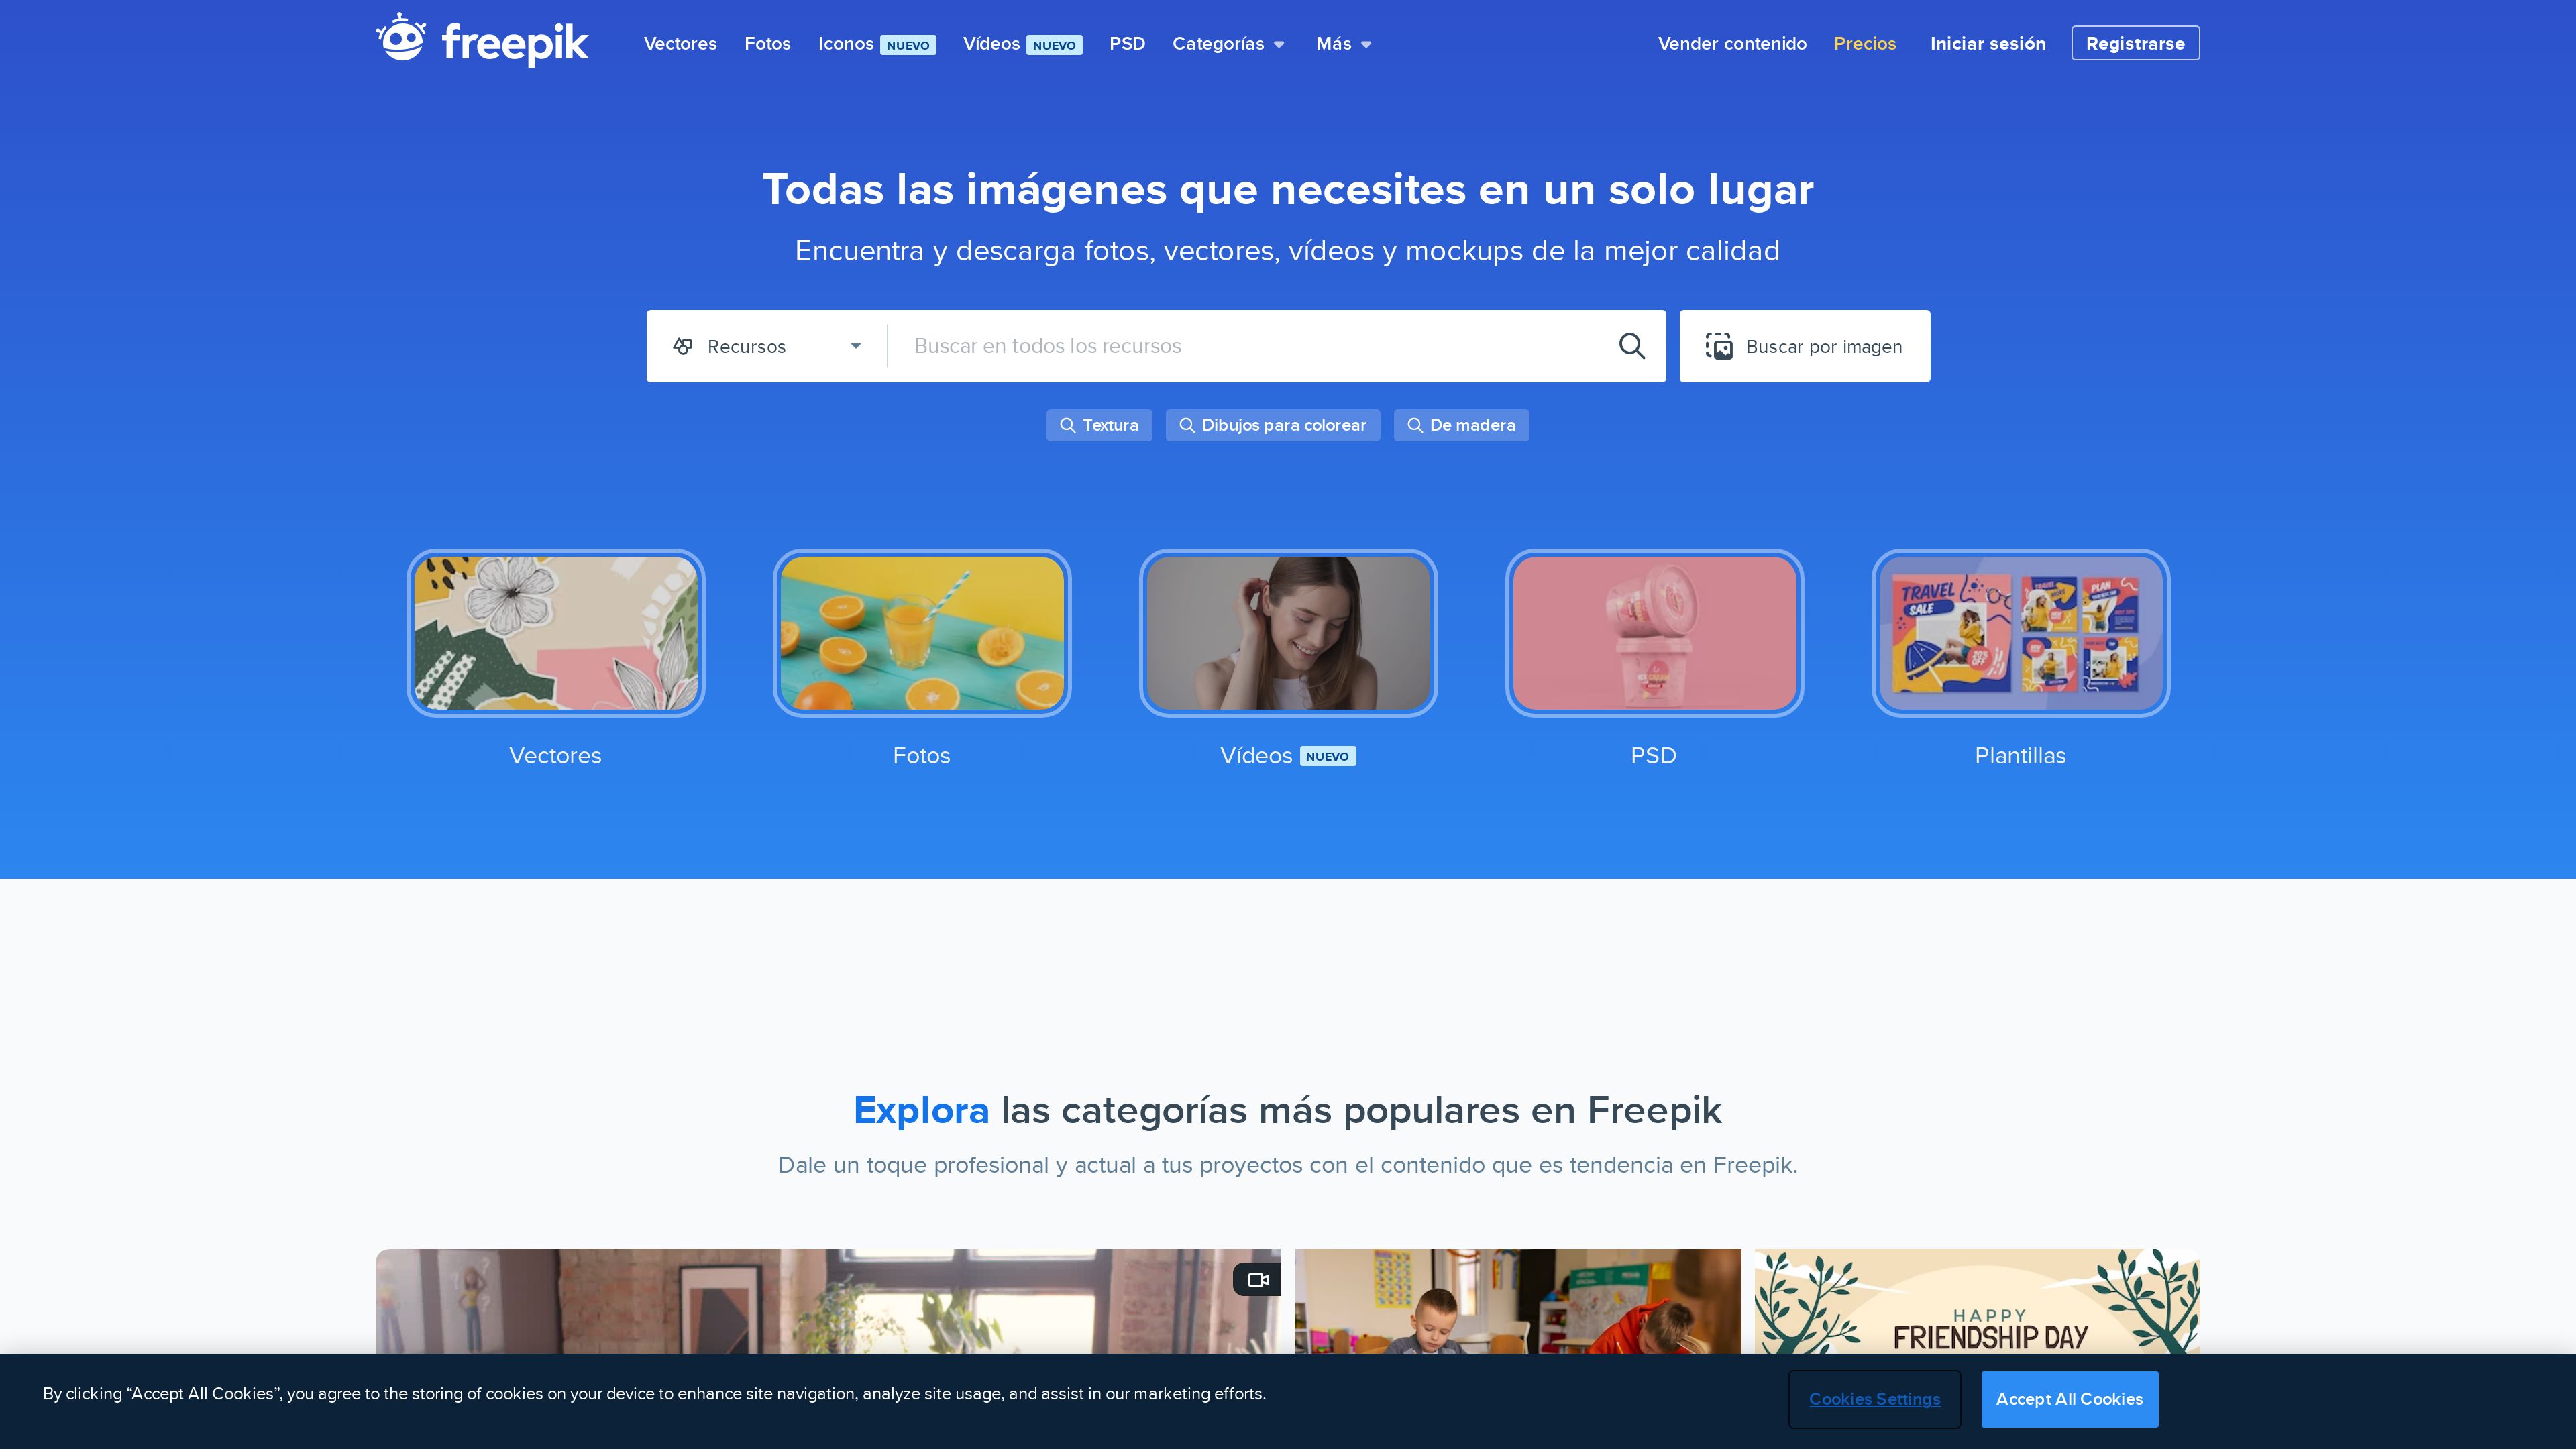 freepik
Vectores Fotos Iconos NUEVO Vídeos NUEVO PSD Categorías Más Vender contenido Precios Iniciar sesión Registrarse
Todas las imágenes que necesites en un solo lugar
Encuentra y descarga fotos, vectores, vídeos y mockups de la mejor calidad
Recursos Buscar en todos los recursos Buscar por imagen
Textura Dibujos para colorear De madera
TRAVEL
SALE
PLAN
Vectores Fotos Vídeos NUEVO PSD Plantillas
Explora las categorías más populares en Freepik
Dale un toque profesional y actual a tus proyectos con el contenido que es tendencia en Freepik.
HAPPY
FRIENDSHIP DAY
By clicking “Accept All Cookies”, you agree to the storing of cookies on your device to enhance site navigation, analyze site usage, and assist in our marketing efforts.
Cookies Settings Accept All Cookies